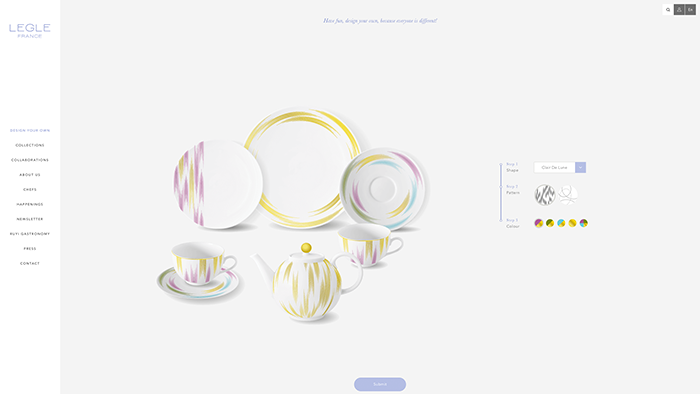 LEGLE
FRANCE
Have fun, design your own, because everyone is different!
En
DESIGN YOUR OWN
COLLECTIONS
COLLABORATIONS
ABOUT US
CHEFS
HAPPENINGS
NEWSLETTER
HUYI GASTRONOMY
PRESS
CONTACT
Step 1
Shape
Clair De Lune
Step 2
Pattern
Step 3
Colour
Submit